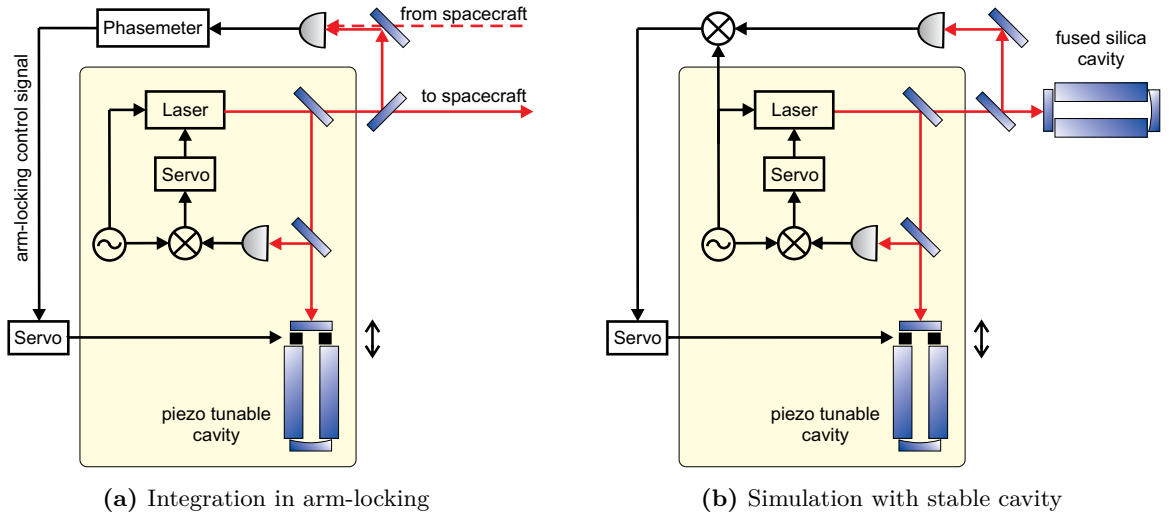 from spacecraft
Phasemeter
to spacecraft
arm-locking control signal
Laser
Servo
Servo
piezo tunable
cavity
(a) Integration in arm-locking
fused silica
cavity
Laser
Servo
Servo
piezo tunable
cavity
(b) Simulation with stable cavity